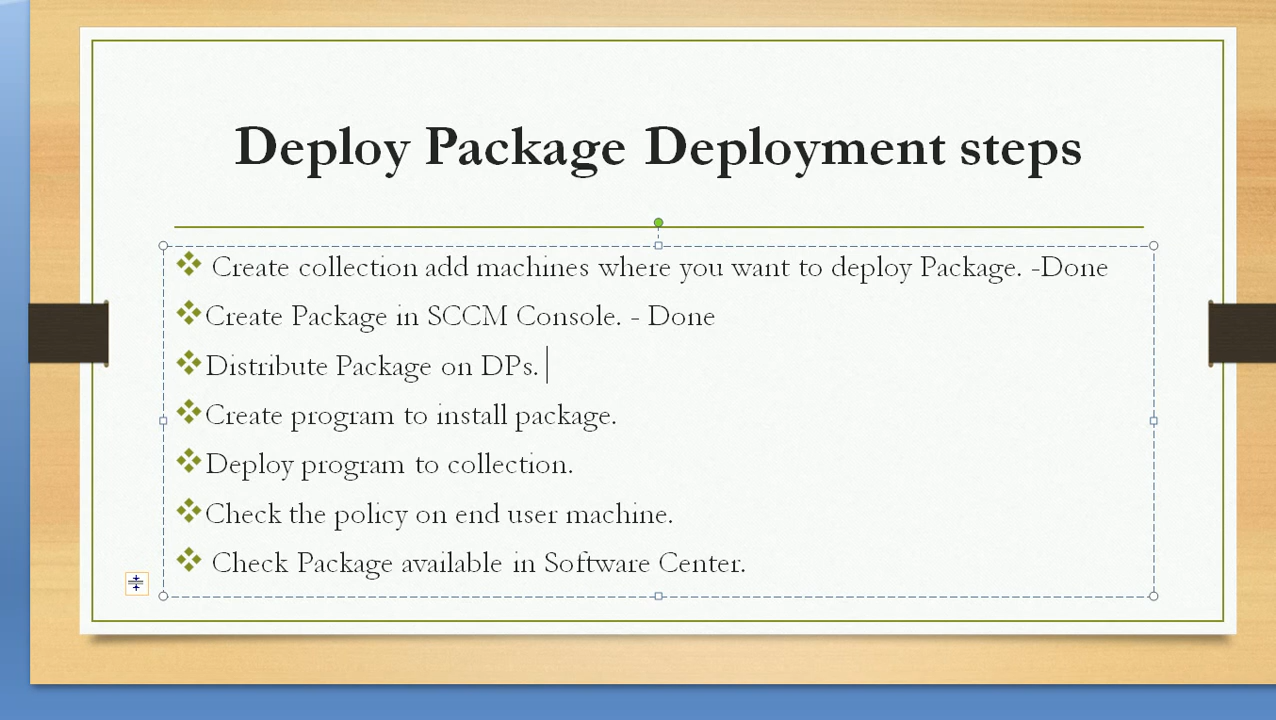 Deploy Package Deployment steps
Create collection add machines where you want to deploy Package. -Done
Create Package in SCCM Console. - Done
Distribute Package on DPs.
Create program to install package.
Deploy program to collection.
Check the policy on end user machine.
Check Package available in Software Center.